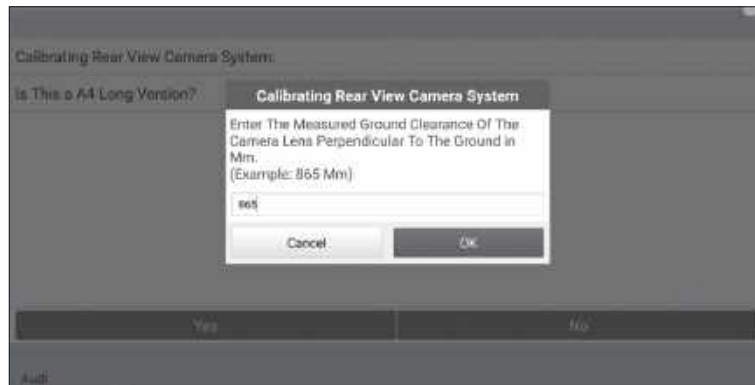 Calibrating Rear View Camera System:
Is This a A4 Long Version?
Calibrating Rear View Camera System
Enter The Measured Ground Clearance Of The
Camera Lens Perpendicular To The Ground in
Mm.
(Example: 865 Mm)
865
Cancel
OK
Yes
No
Audi